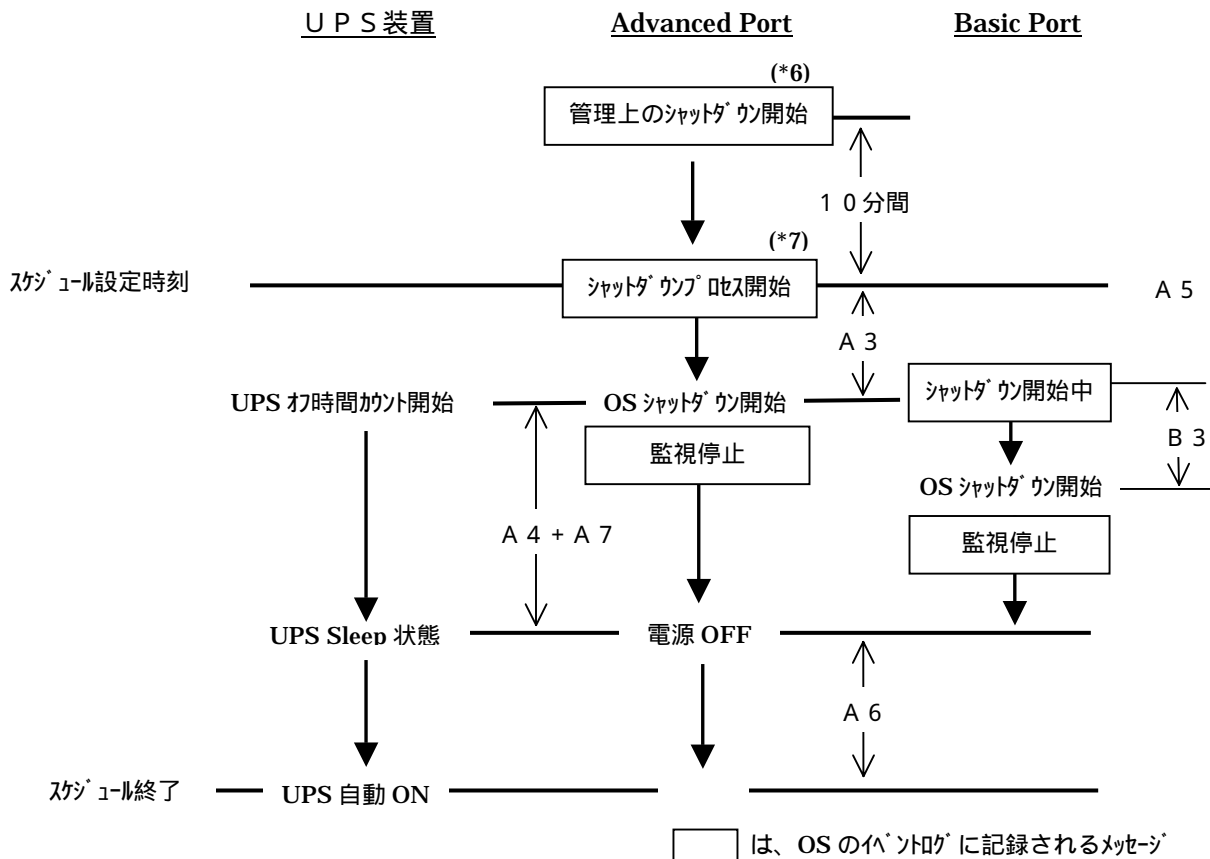 ＵＰＳ装置 Advanced Port Basic Port
(*6)
管理上のｼｬｯﾄﾀﾞｳﾝ開始
１０分間
(*7)
ｽｹｼﾞｭｰﾙ設定時刻 ｼｬｯﾄﾀﾞｳﾝﾌﾟﾛｾｽ開始 Ａ５
Ａ３
UPS ｵﾌ時間ｶｳﾝﾄ開始 OS ｼｬｯﾄﾀﾞｳﾝ開始 ｼｬｯﾄﾀﾞｳﾝ開始中
監視停止 Ｂ３
OS ｼｬｯﾄﾀﾞｳﾝ開始
Ａ４+Ａ７ 監視停止
UPS Sleep 状態 電源 OFF
Ａ６
ｽｹｼﾞｭｰﾙ終了 UPS 自動 ON
は、OS のｲﾍﾞﾝﾄﾛｸﾞに記録されるﾒｯｾｰｼﾞ